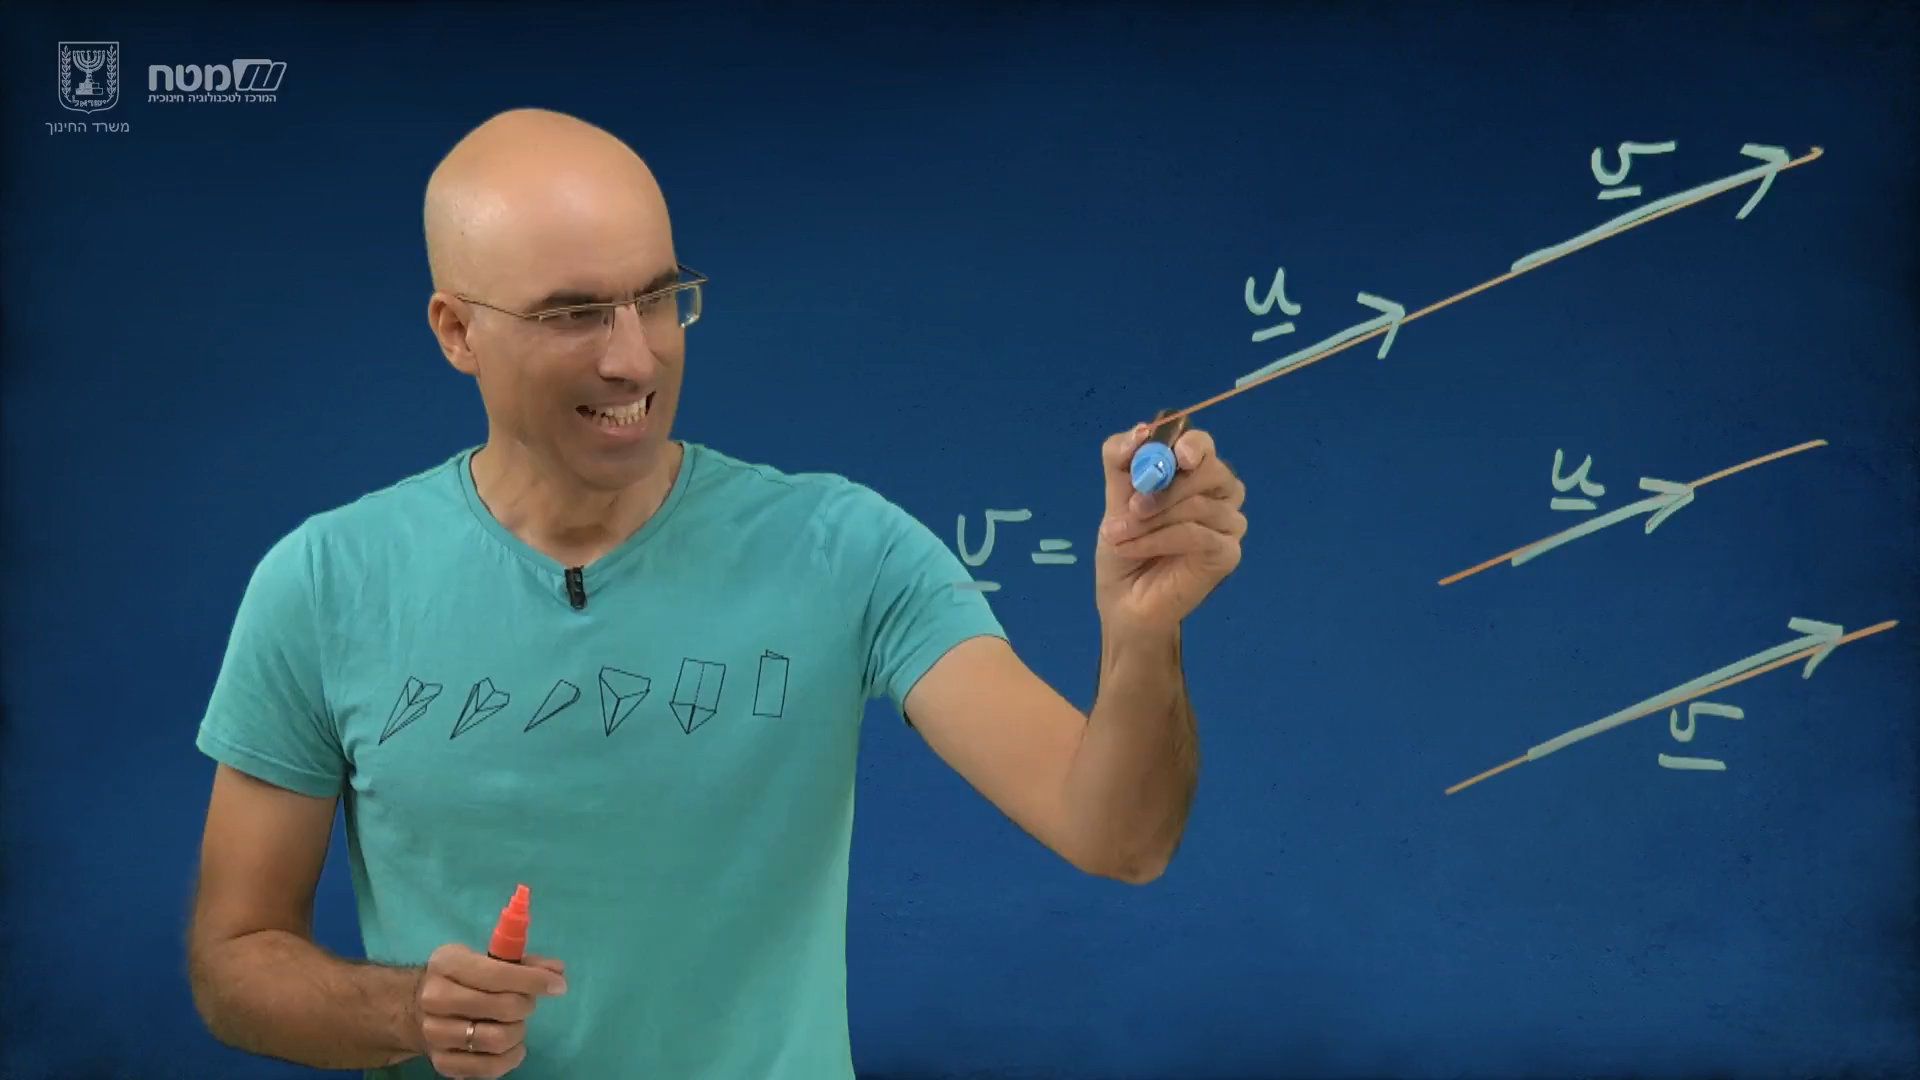 ישראל
משרד החינוך
מטח
המרכז לטכנולוגיה חינוכית
v
u
v =
u
v